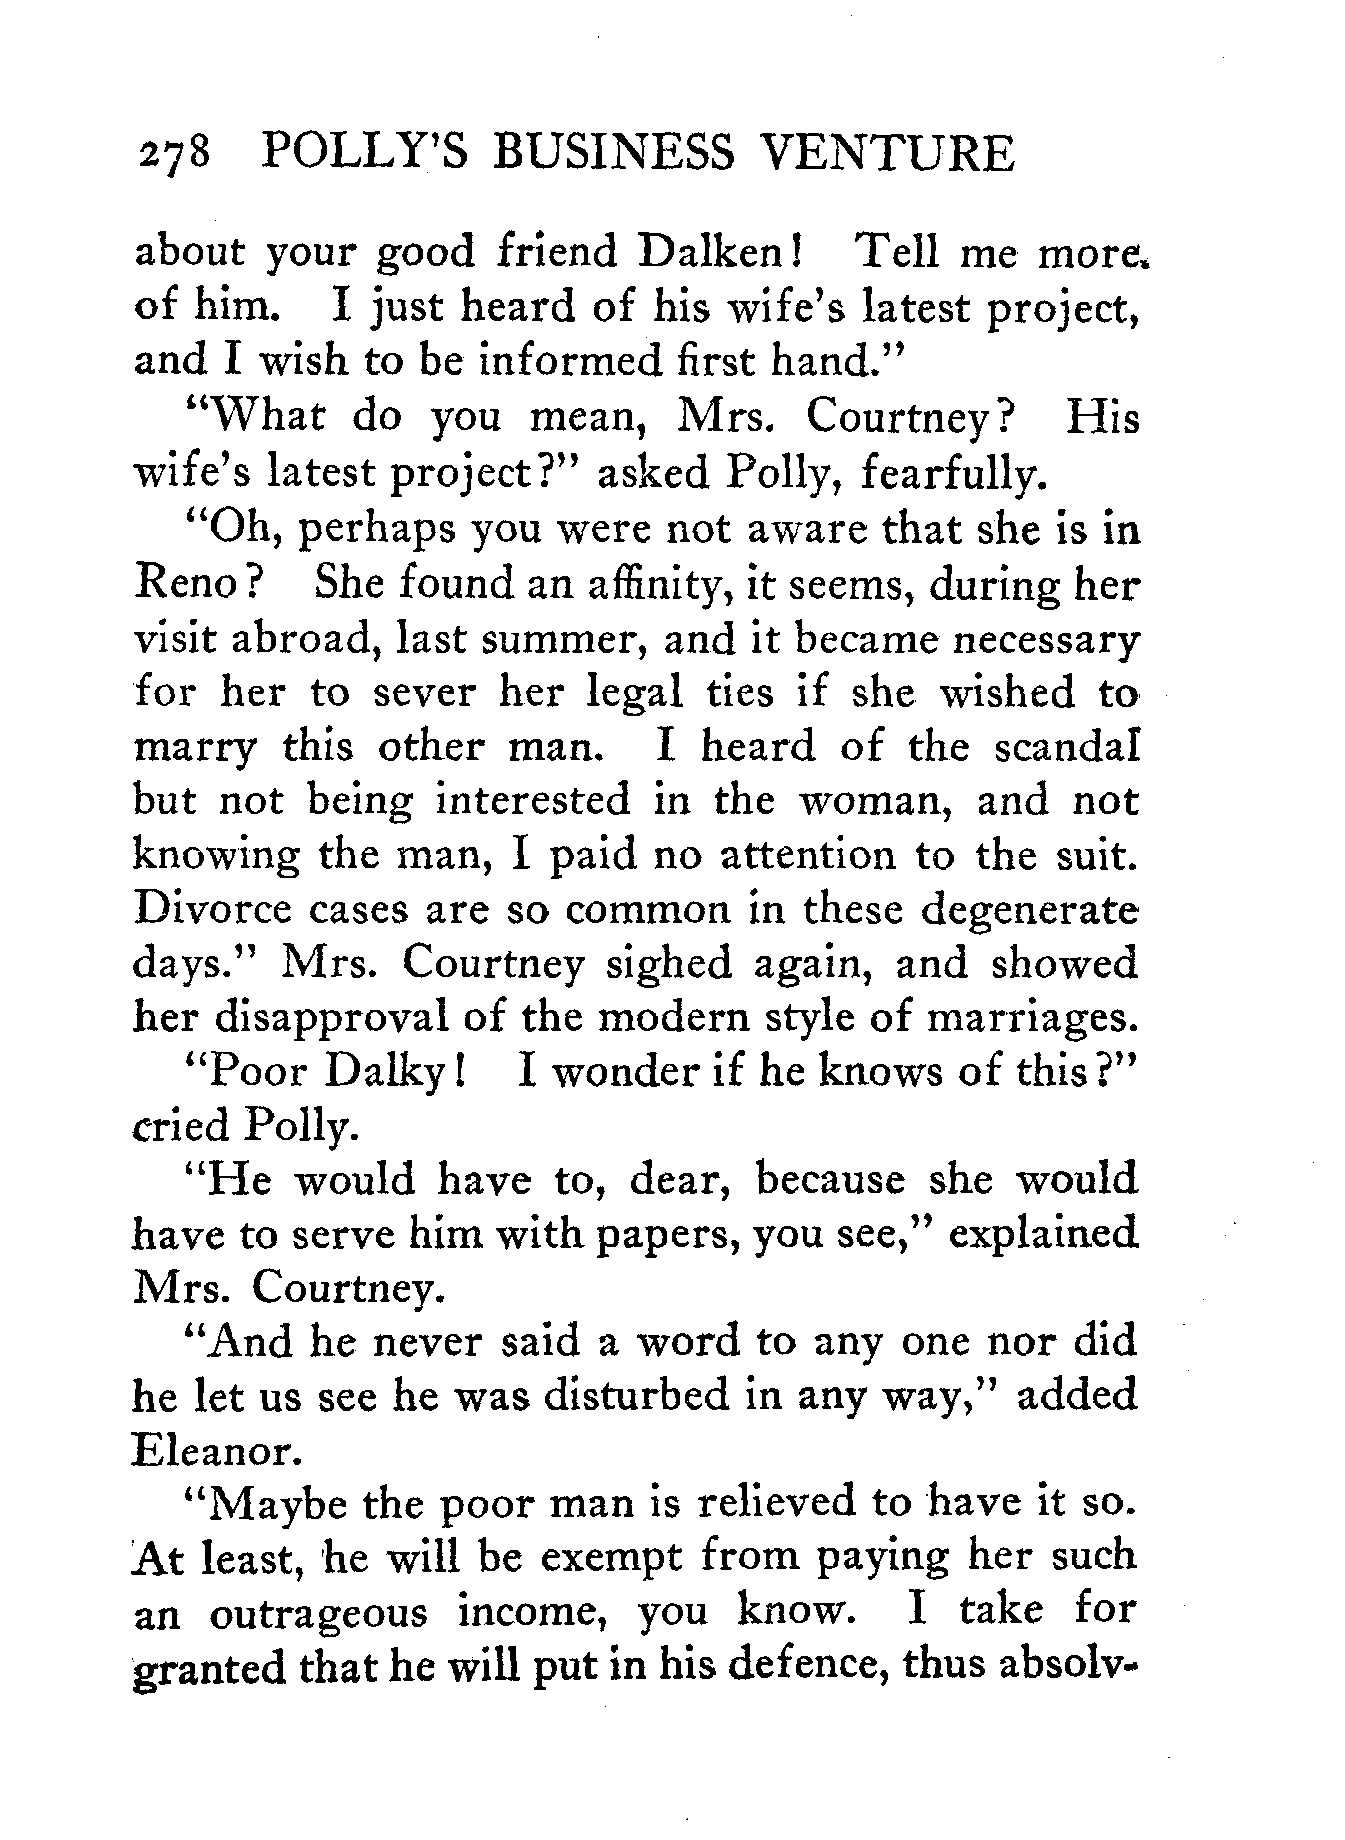 278 POLLY'S BUSINESS VENTURE
about your good friend Dalken! Tell me more.
of him. I just heard of his wife's latest project,
and I wish to be informed first hand."
"What do you mean, Mrs. Courtney? His
wife's latest project?" asked Polly, fearfully.
"Oh, perhaps you were not aware that she is in
Reno? She found an affinity, it seems, during her
visit abroad, last summer, and it became necessary
for her to sever her legal ties if she wished to
marry this other man. I heard of the scandal
but not being interested in the woman, and not
knowing the man, I paid no attention to the suit.
Divorce cases are so common in these degenerate
days." Mrs. Courtney sighed again, and showed
her disapproval of the modern style of marriages.
"Poor Dalky! I wonder if he knows of this?"
cried Polly.
"He would have to, dear, because she would
have to serve him with papers, you see," explained
Mrs. Courtney.
"And he never said a word to any one nor did
he let us see he was disturbed in any way," added
Eleanor.
"Maybe the poor man is relieved to have it so.
At least, he will be exempt from paying her such
an outrageous income, you know. I take for
granted that he will put in his defence, thus absolv-